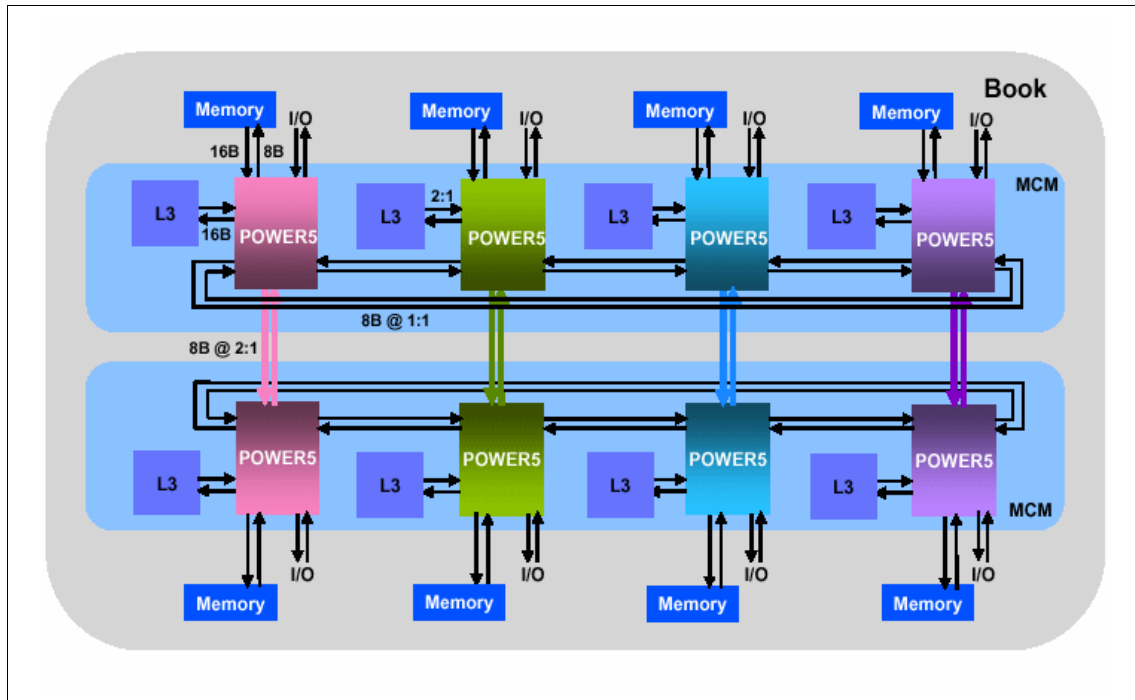 Book
Memory
Memory
Memory
Memory
I/O
I/O
I/O
I/O
16B
8B
MCM
L3
L3
2:1
L3
L3
16B
POWER5
POWER5
POWER5
POWER5
8B @ 1:1
8B @ 2:1
POWER5
POWER5
POWER5
POWER5
L3
L3
L3
L3
MCM
I/O
I/O
I/O
I/O
Memory
Memory
Memory
Memory